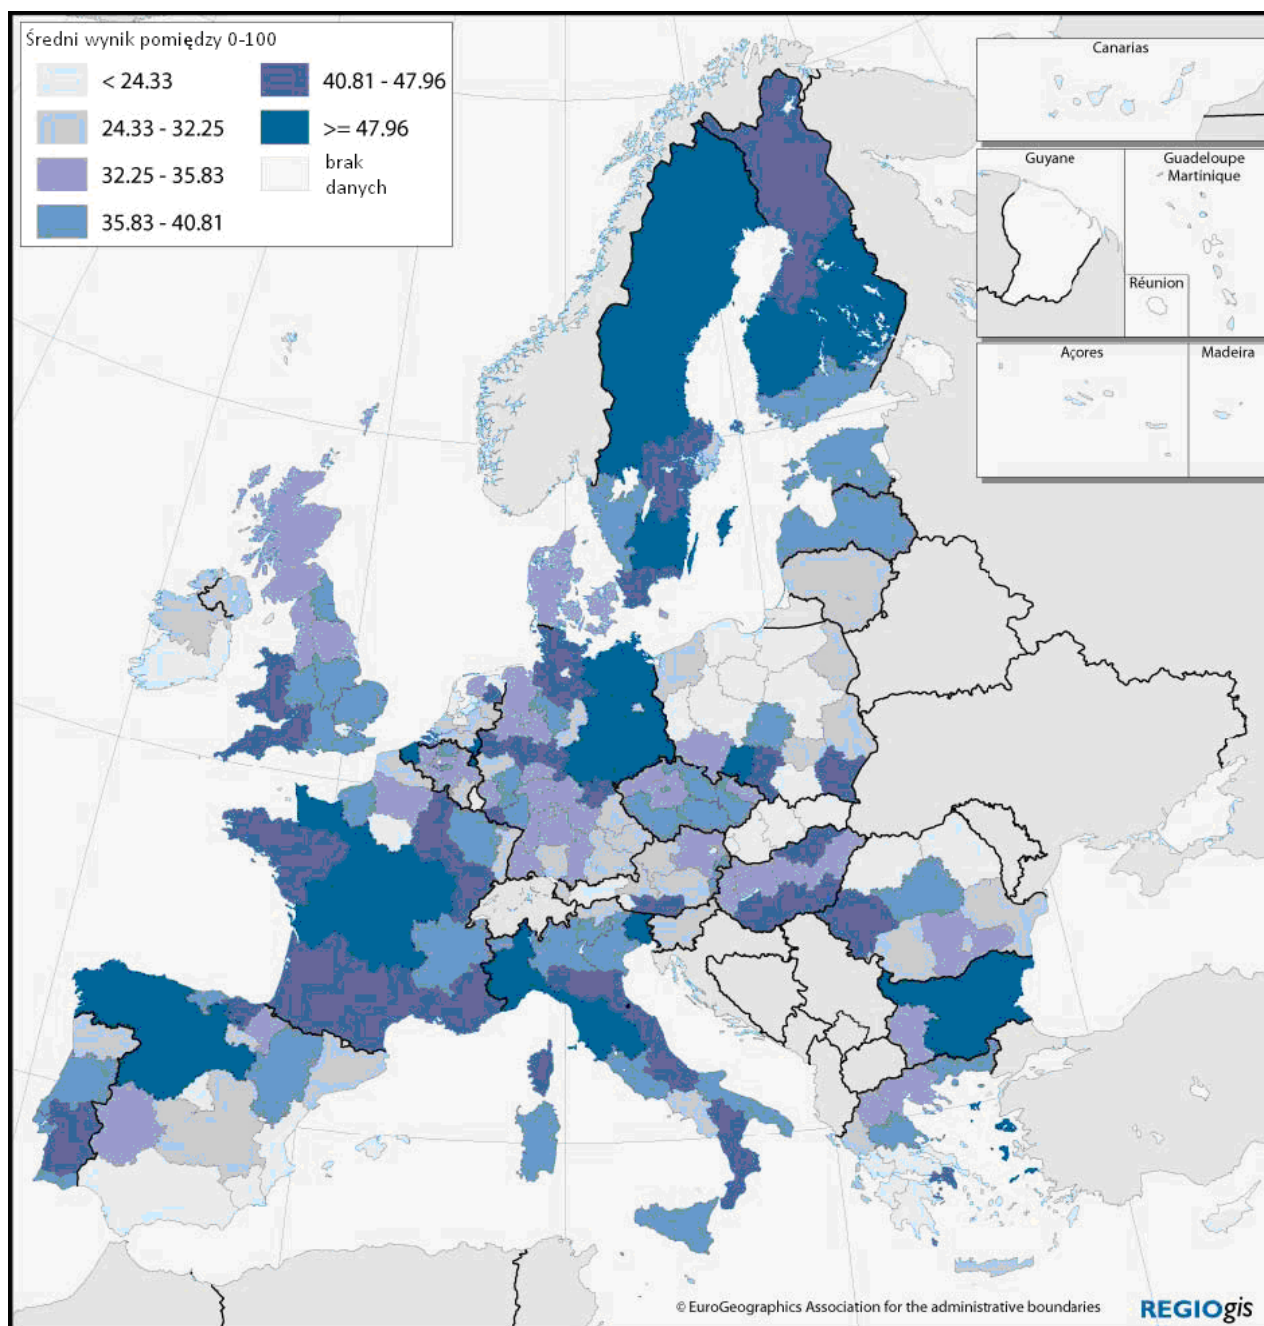 Średni wynik pomiędzy 0-100
< 24.33
24.33 - 32.25
32.25 - 35.83
35.83 - 40.81
40.81 - 47.96
>= 47.96
brak
danych
Canarias
Guyane
Guadeloupe
Martinique
Réunion
Açores
Madeira
© EuroGeographics Association for the administrative boundaries
REGIOgis